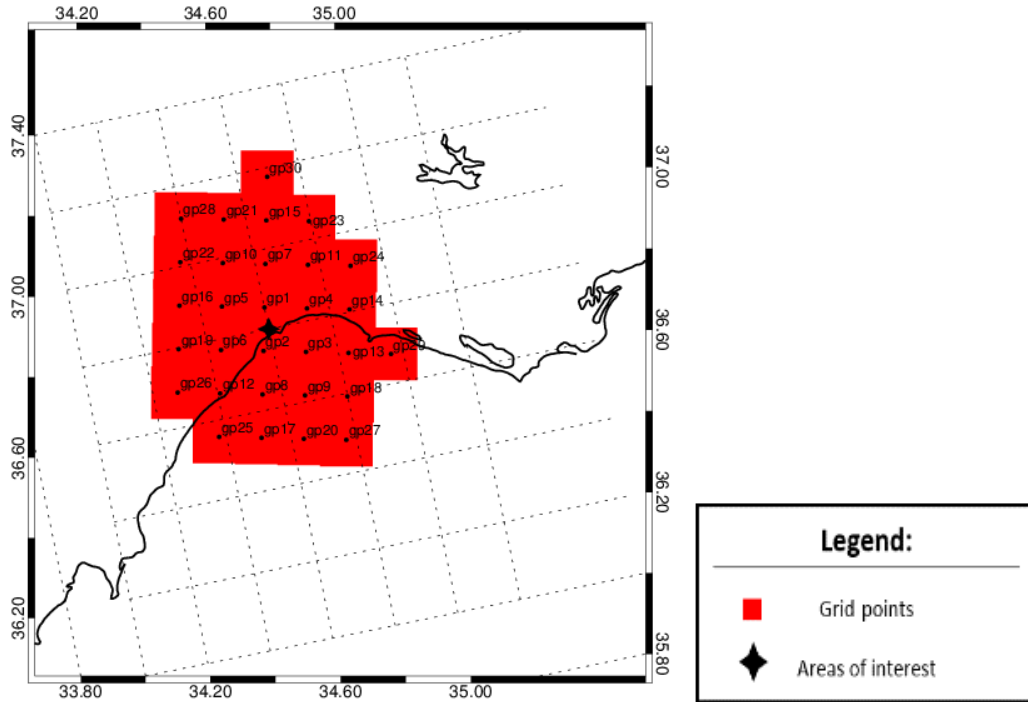 34.20 34.60 35.00
37.40
37.00
36.60
36.20
37.00
36.60
36.20
35.80
gp30
gp28 gp21 gp15 gp23
gp22 gp10 gp7 gp11 gp24
gp16 gp5 gp1 gp4 gp14
gp19 gp6 gp2 gp3 gp13
gp26 gp12 gp8 gp9 gp18
gp25 gp17 gp20 gp27
33.80 34.20 34.60 35.00
Legend:
Grid points
Areas of interest